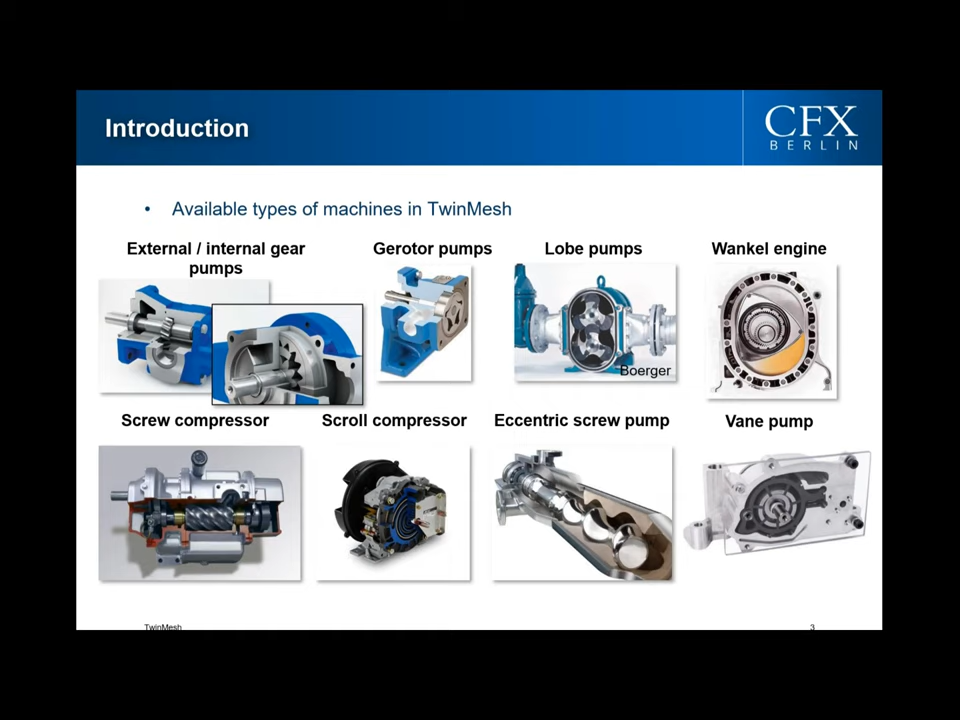 Introduction
CFX
BERLIN
• Available types of machines in TwinMesh
External / internal gear
pumps
Gerotor pumps
Lobe pumps
Wankel engine
Boerger
Screw compressor
Scroll compressor
Eccentric screw pump
Vane pump
TwinMesh
3